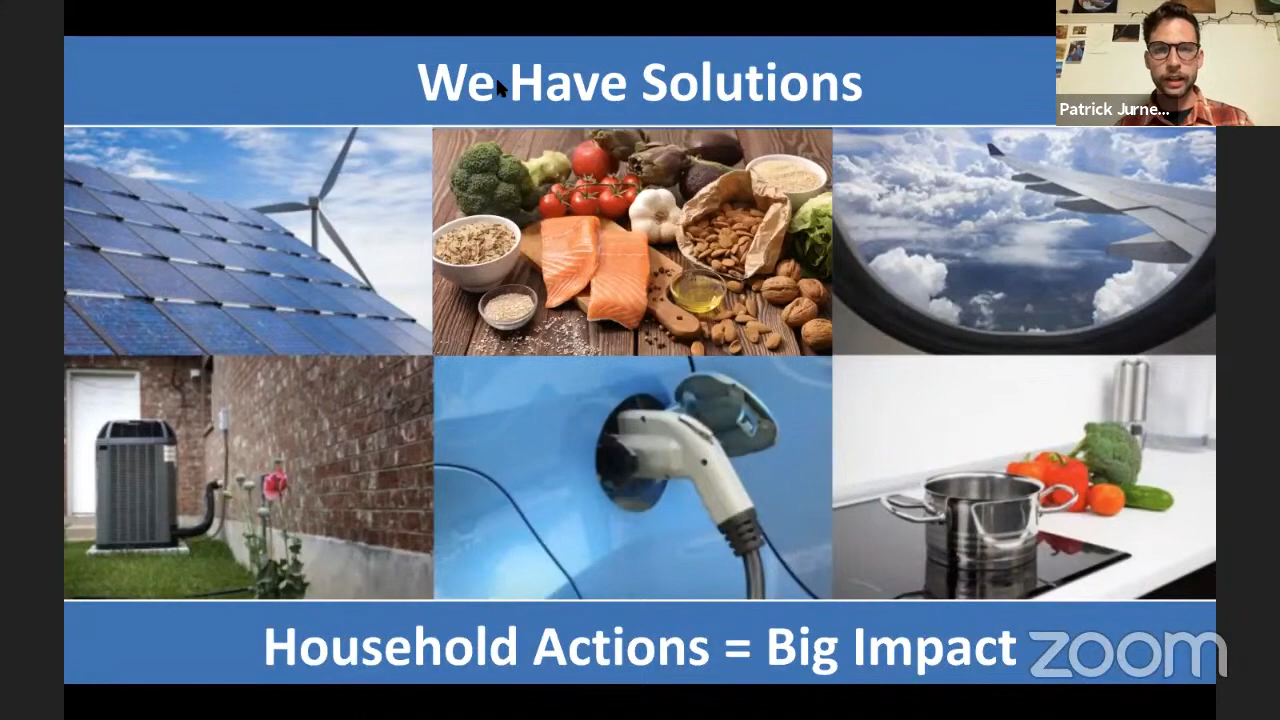 We Have Solutions
Patrick Jurne...
Household Actions = Big Impact
zoom